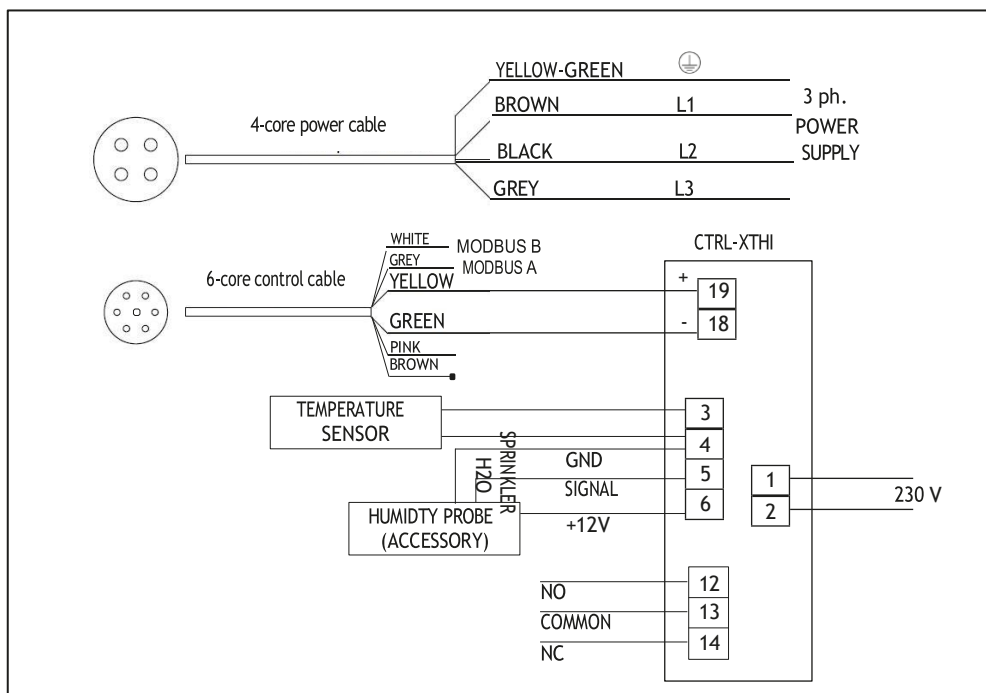 YELLOW-GREEN
BROWN L1
3 ph.
POWER
SUPPLY
4-core power cable
BLACK L2
GREY L3
WHITE MODBUS B
GREY MODBUS A
CTRL-XTHI
6-core control cable
YELLOW
+ 19
GREEN
- 18
PINK
BROWN
TEMPERATURE
SENSOR
3
4
SPRINKLER
H2O
GND
5
SIGNAL
6
+12V
HUMIDTY PROBE
(ACCESSORY)
1
2
230 V
NO 12
COMMON 13
NC 14